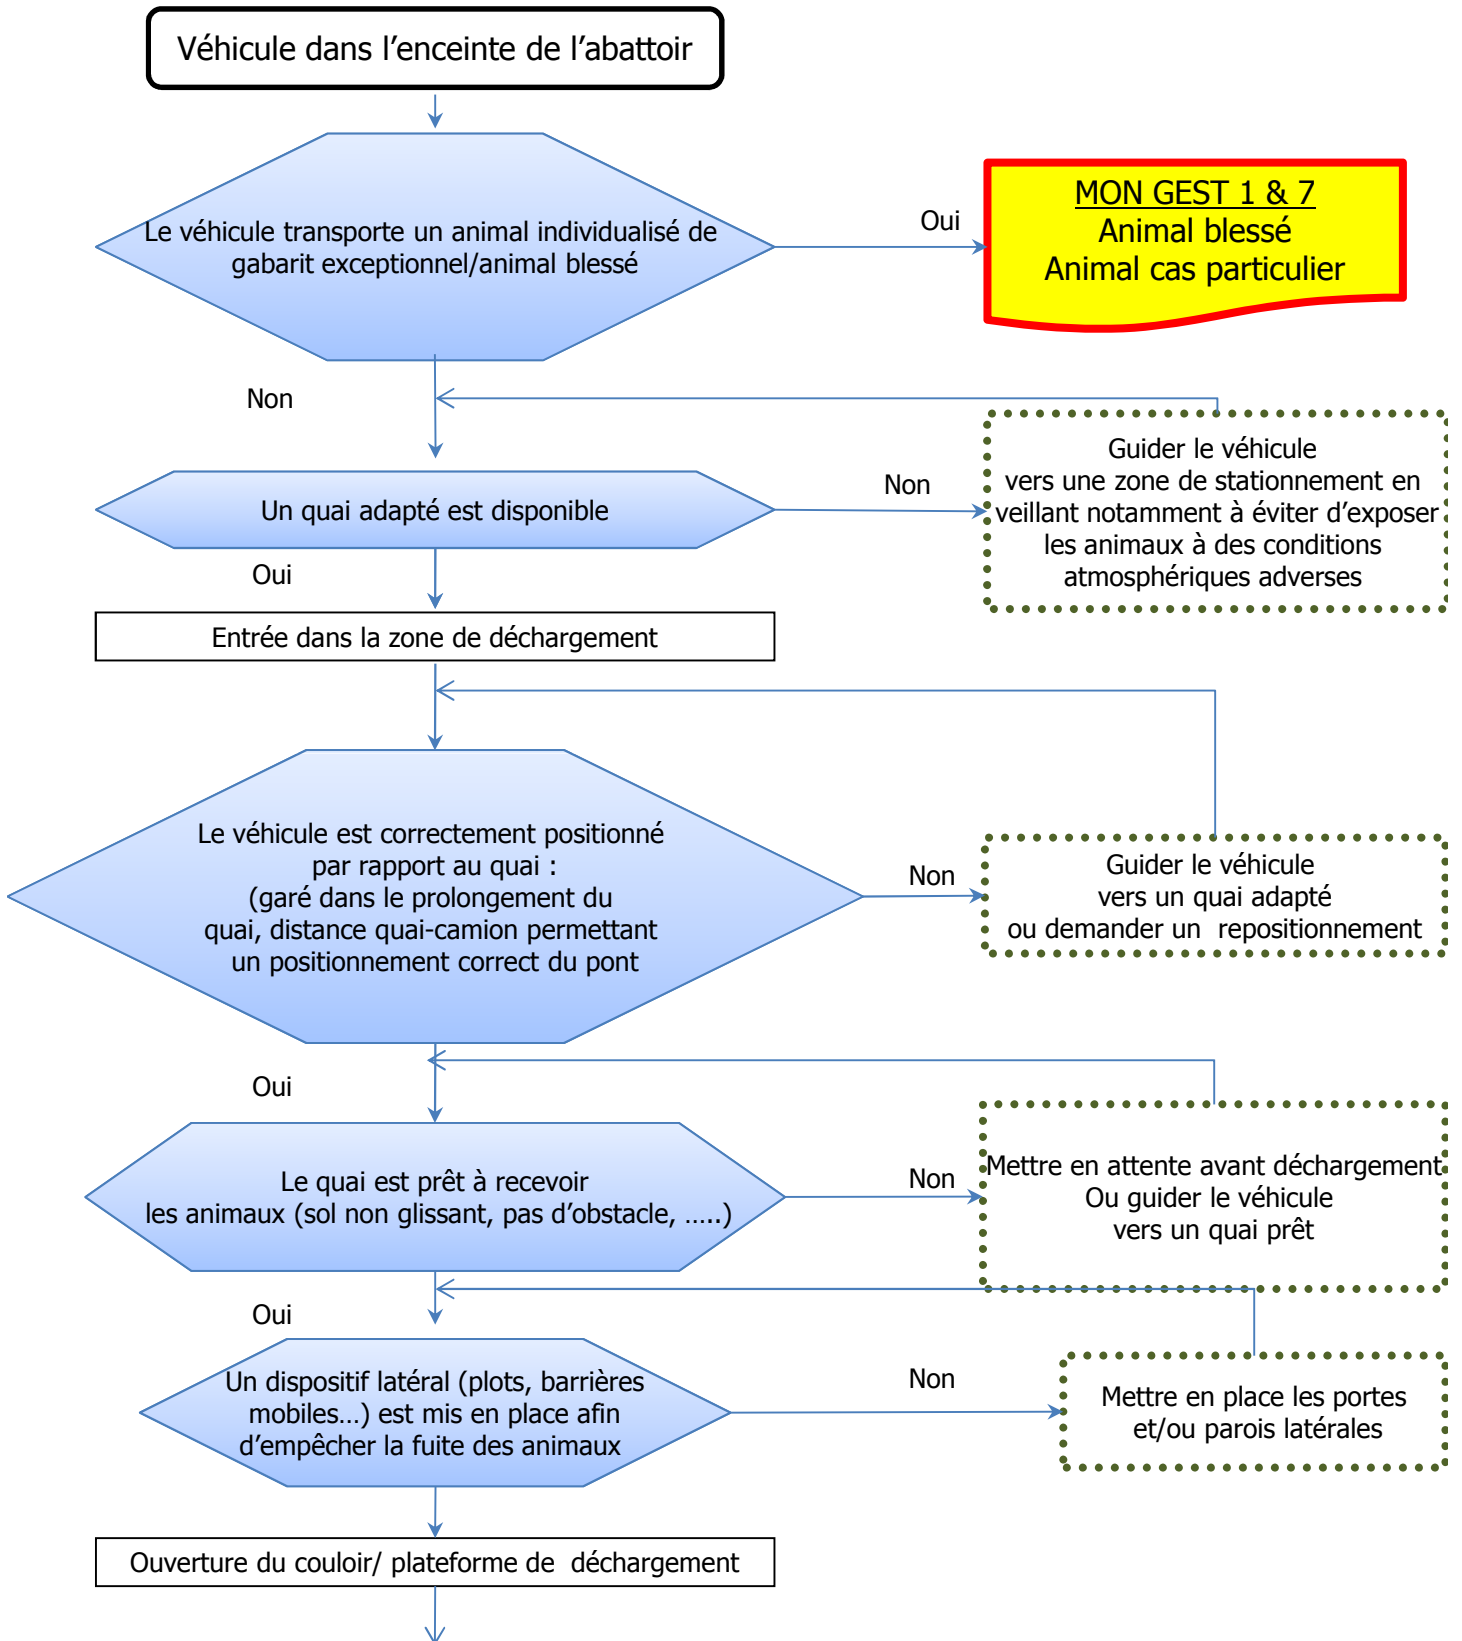 Véhicule dans l’enceinte de l’abattoir
Le véhicule transporte un animal individualisé de
gabarit exceptionnel/animal blessé
Oui
MON GEST 1 & 7
Animal blessé
Animal cas particulier
Non
Un quai adapté est disponible
Non
Guider le véhicule
vers une zone de stationnement en
veillant notamment à éviter d’exposer
les animaux à des conditions
atmosphériques adverses
Oui
Entrée dans la zone de déchargement
Le véhicule est correctement positionné
par rapport au quai :
(garé dans le prolongement du
quai, distance quai-camion permettant
un positionnement correct du pont
Non
Guider le véhicule
vers un quai adapté
ou demander un  repositionnement
Oui
Le quai est prêt à recevoir
les animaux (sol non glissant, pas d’obstacle, …..)
Non
Mettre en attente avant déchargement
Ou guider le véhicule
vers un quai prêt
Oui
Un dispositif latéral (plots, barrières
mobiles…) est mis en place afin
d’empêcher la fuite des animaux
Non
Mettre en place les portes
et/ou parois latérales
Ouverture du couloir/ plateforme de  déchargement